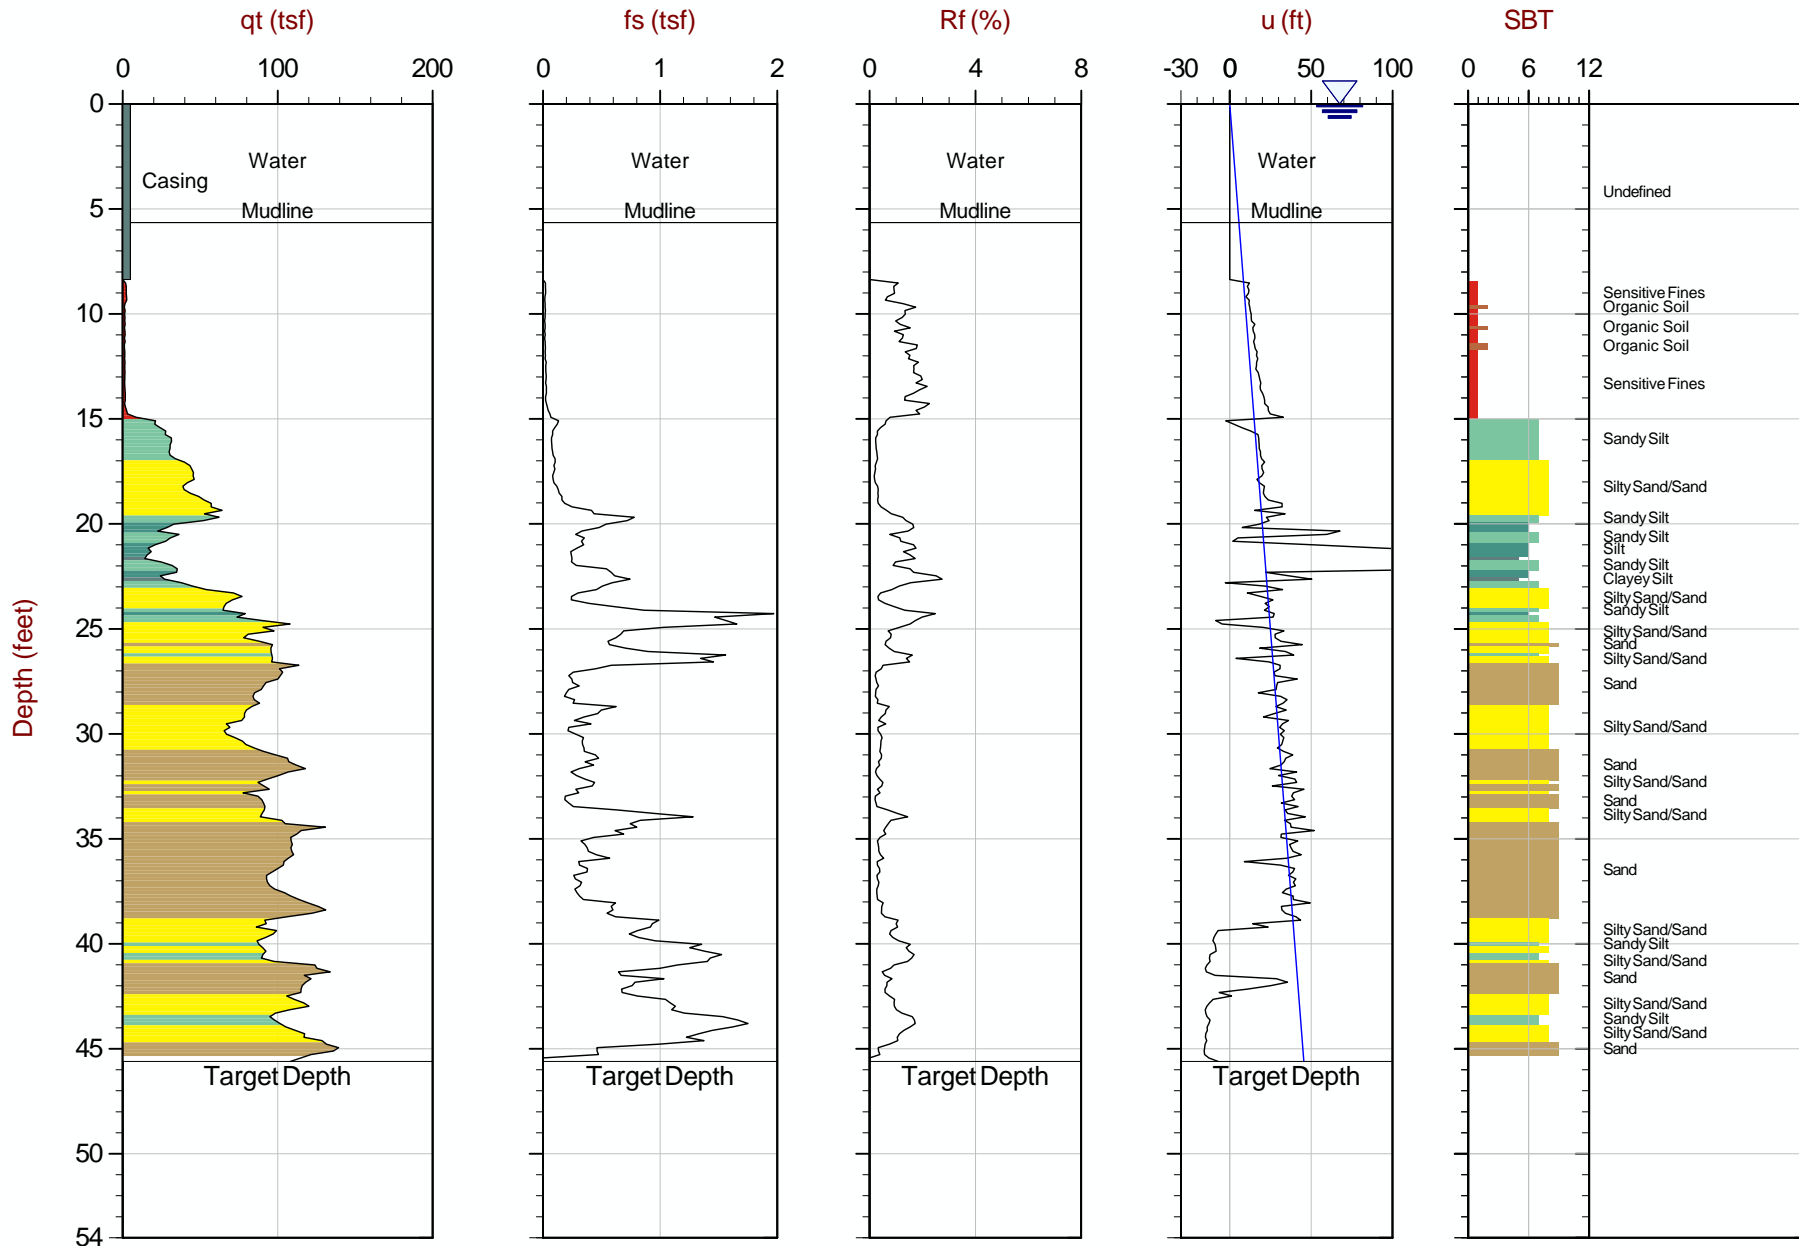 qt (tsf) fs (tsf) Rf (%) u (ft) SBT
0 100 200 0 1 2 0 4 8 -30 0 50 100 0 6 12
0
Water Water Water Water
Casing
Undefined
5 Mudline Mudline Mudline Mudline
Sensitive Fines
Organic Soil
10
Organic Soil
Organic Soil
Sensitive Fines
15
Sandy Silt
Silty Sand/Sand
Sandy Silt
20
Sandy Silt
Silt
Sandy Silt
Clayey Silt
Silty Sand/Sand
Sandy Silt
25
Silty Sand/Sand
Sand
Silty Sand/Sand
Sand
Depth (feet)
Silty Sand/Sand
30
Sand
Silty Sand/Sand
Sand
Silty Sand/Sand
35
Sand
Silty Sand/Sand
40
Sandy Silt
Silty Sand/Sand
Sand
Silty Sand/Sand
Sandy Silt
Silty Sand/Sand
45
Sand
Target Depth Target Depth Target Depth Target Depth
50
54